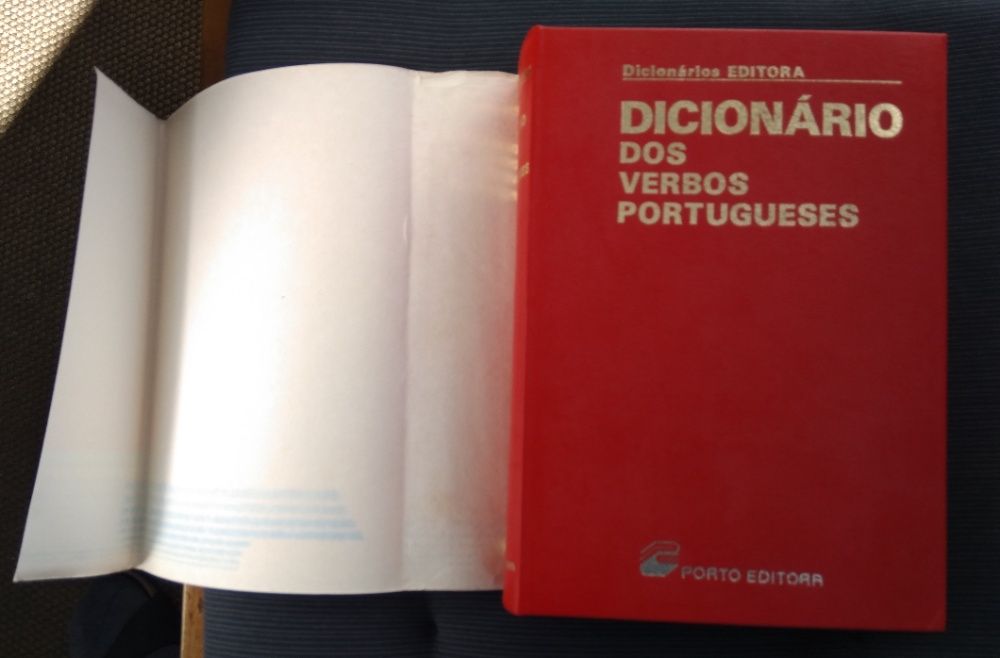 Dicionários EDITORA
DICIONÁRIO
DOS
VERBOS
PORTUGUESES
PORTO EDITORA